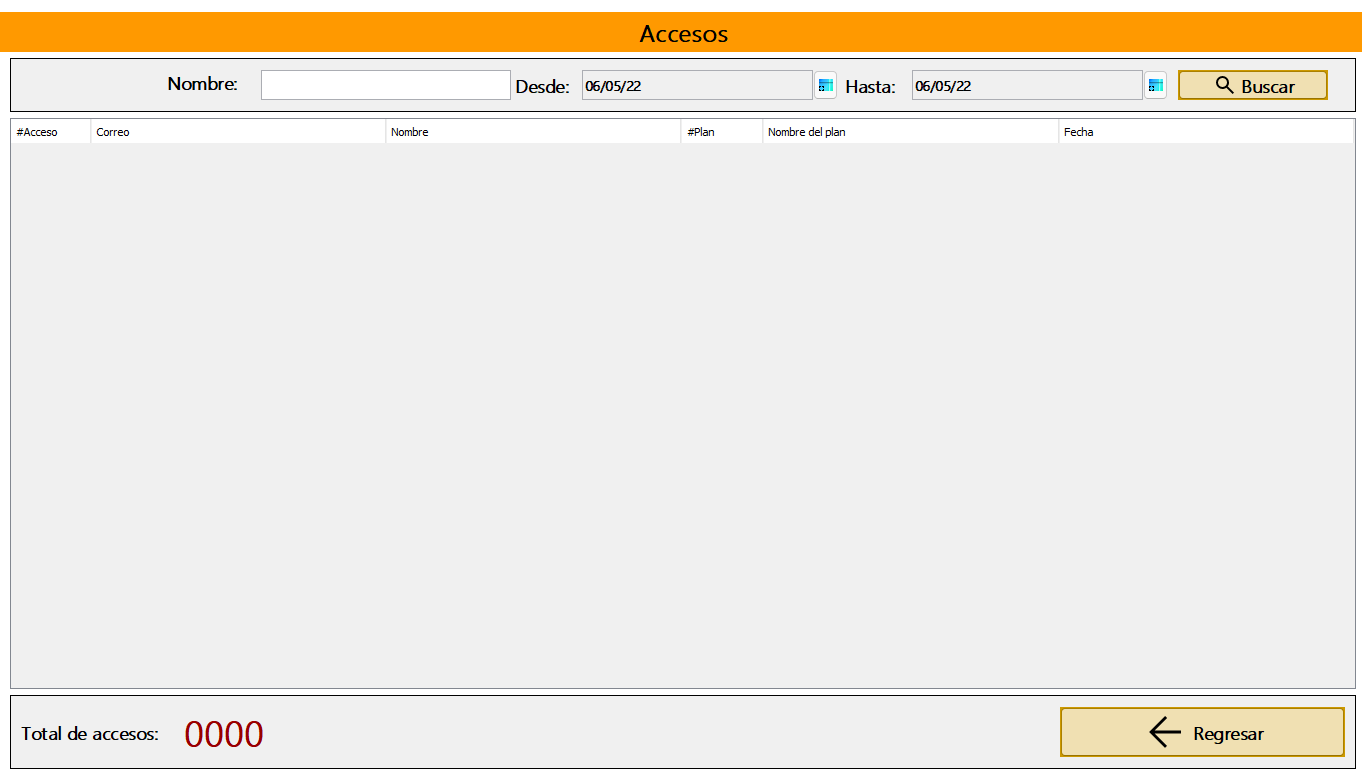 Accesos
Nombre: Desde: 06/05/22 Hasta: 06/05/22 Buscar
#Acceso Correo Nombre #Plan Nombre del plan Fecha
Total de accesos: 0000 Regresar